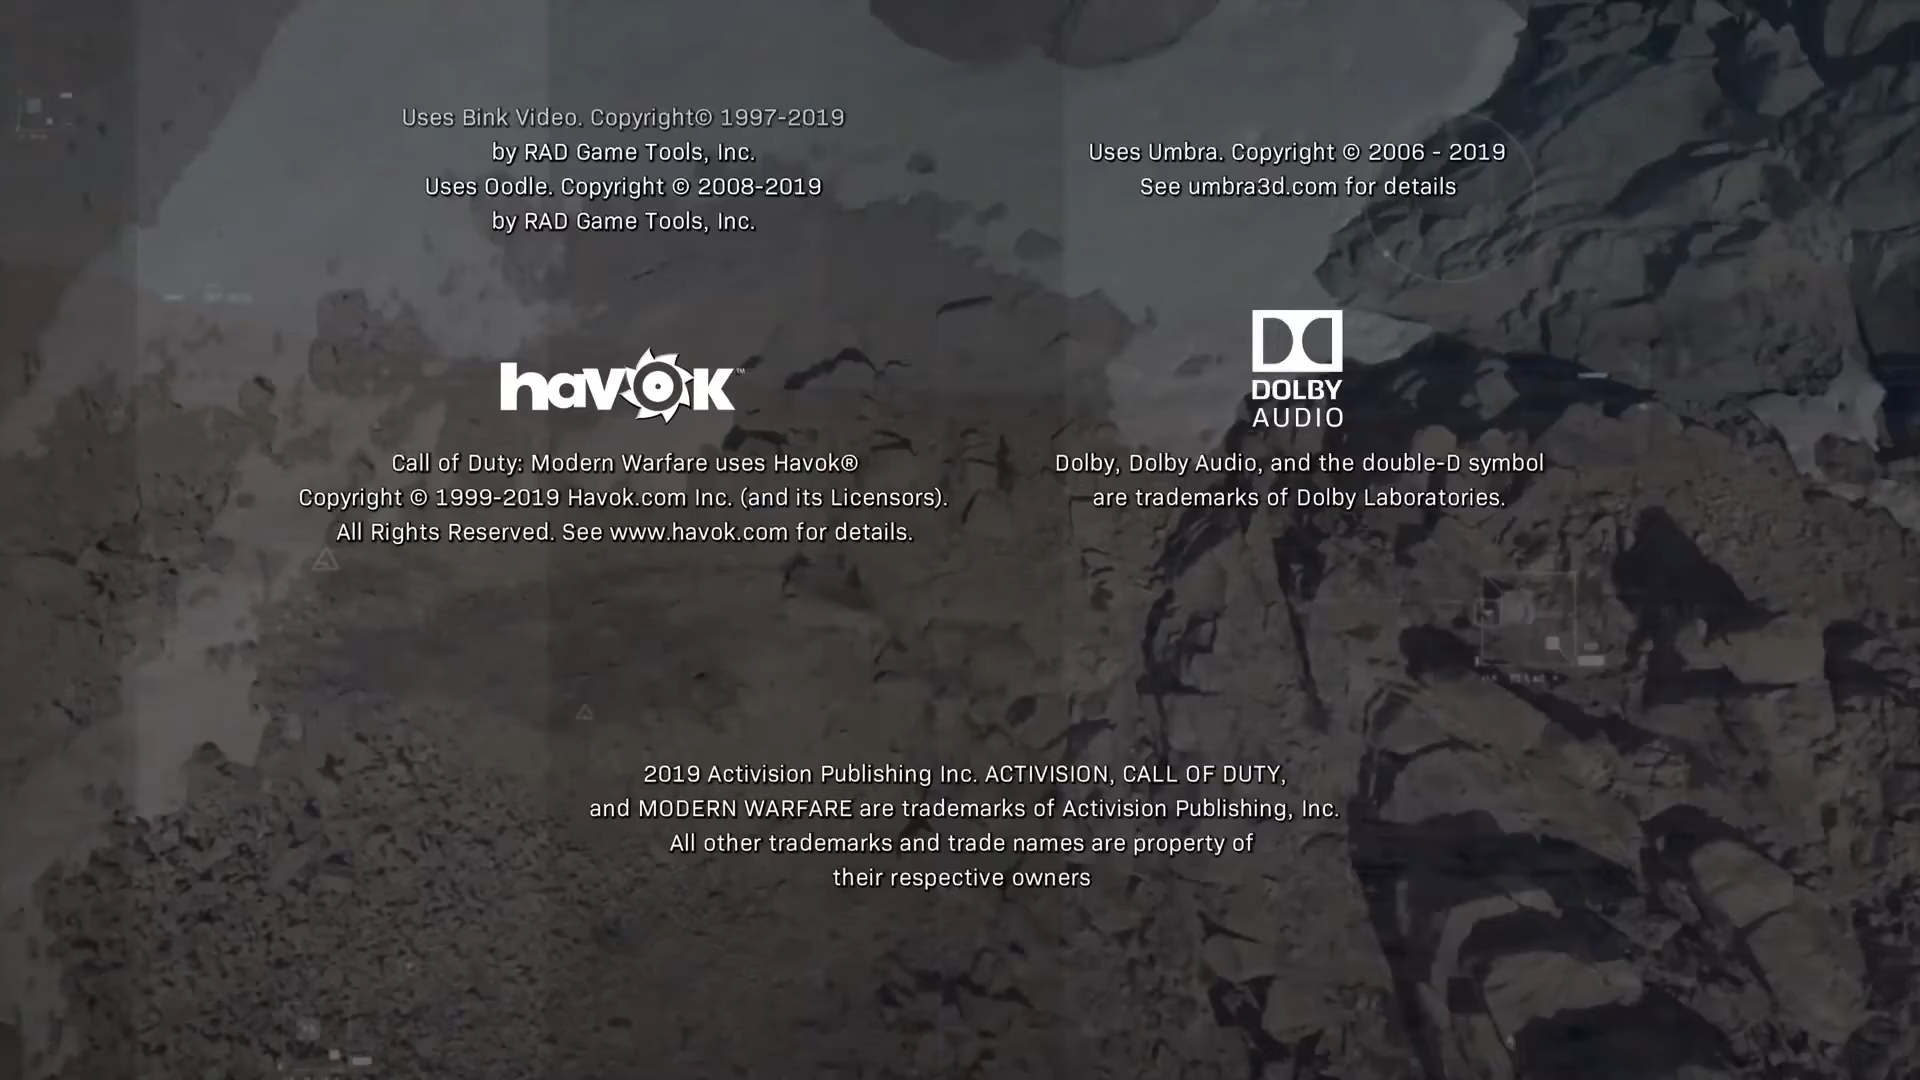 Uses Bink Video. Copyright© 1997-2019
by RAD Game Tools, Inc.
Uses Oodle. Copyright © 2008-2019
by RAD Game Tools, Inc.
Uses Umbra. Copyright © 2006 - 2019
See umbra3d.com for details
havok™
Call of Duty: Modern Warfare uses Havok®
Copyright © 1999-2019 Havok.com Inc. (and its Licensors).
All Rights Reserved. See www.havok.com for details.
DOLBY
AUDIO
Dolby, Dolby Audio, and the double-D symbol
are trademarks of Dolby Laboratories.
2019 Activision Publishing Inc. ACTIVISION, CALL OF DUTY,
and MODERN WARFARE are trademarks of Activision Publishing, Inc.
All other trademarks and trade names are property of
their respective owners